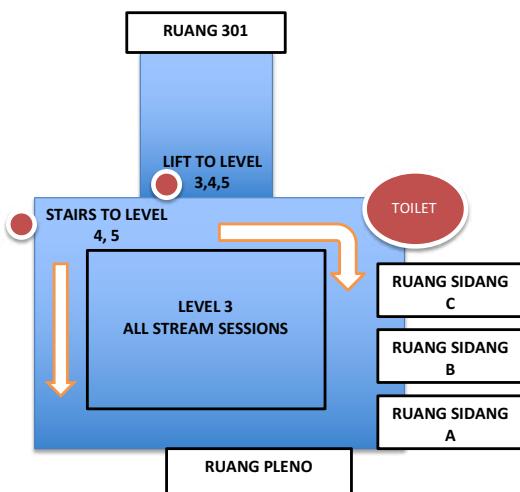 RUANG 301
LIFT TO LEVEL
3,4,5
STAIRS TO LEVEL
4, 5
TOILET
LEVEL 3
ALL STREAM SESSIONS
RUANG SIDANG
C
RUANG SIDANG
B
RUANG SIDANG
A
RUANG PLENO